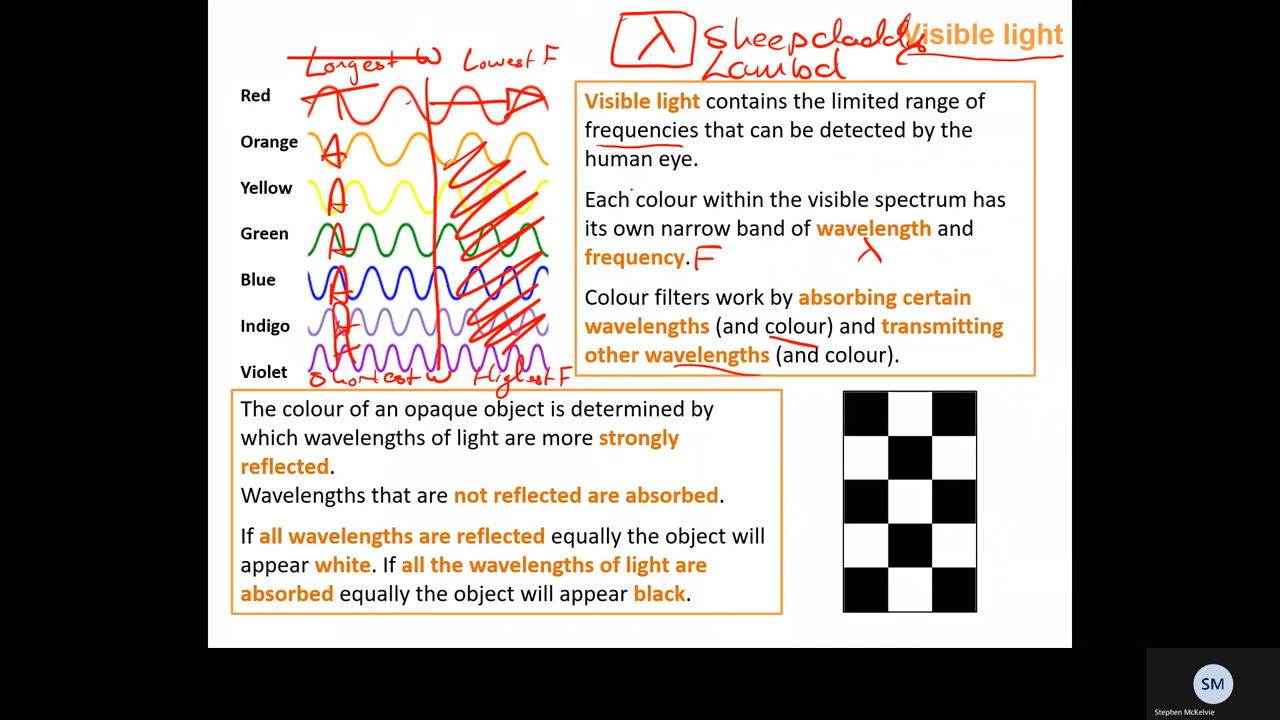 λ sheepdaddy
Lambd
Visible light
Longest W Lowest F
Red
Orange
Yellow
Green
Blue
Indigo
Violet
Shortest W Highest F
Visible light contains the limited range of
frequencies that can be detected by the
human eye.
Each colour within the visible spectrum has
its own narrow band of wavelength and
λ
frequency. F
Colour filters work by absorbing certain
wavelengths (and colour) and transmitting
other wavelengths (and colour).
The colour of an opaque object is determined by
which wavelengths of light are more strongly
reflected.
Wavelengths that are not reflected are absorbed.
If all wavelengths are reflected equally the object will
appear white. If all the wavelengths of light are
absorbed equally the object will appear black.
SM
Stephen McKelvie